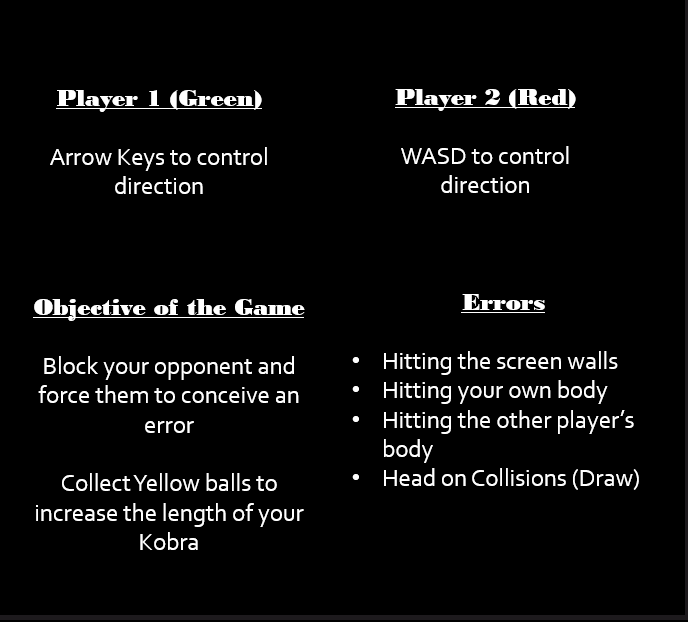 Player 1 (Green)
Arrow Keys to control
direction
Player 2 (Red)
WASD to control
direction
Objective of the Game
Block your opponent and
force them to conceive an
error
Collect Yellow balls to
increase the length of your
Kobra
Errors
• Hitting the screen walls
• Hitting your own body
• Hitting the other player’s
body
• Head on Collisions (Draw)